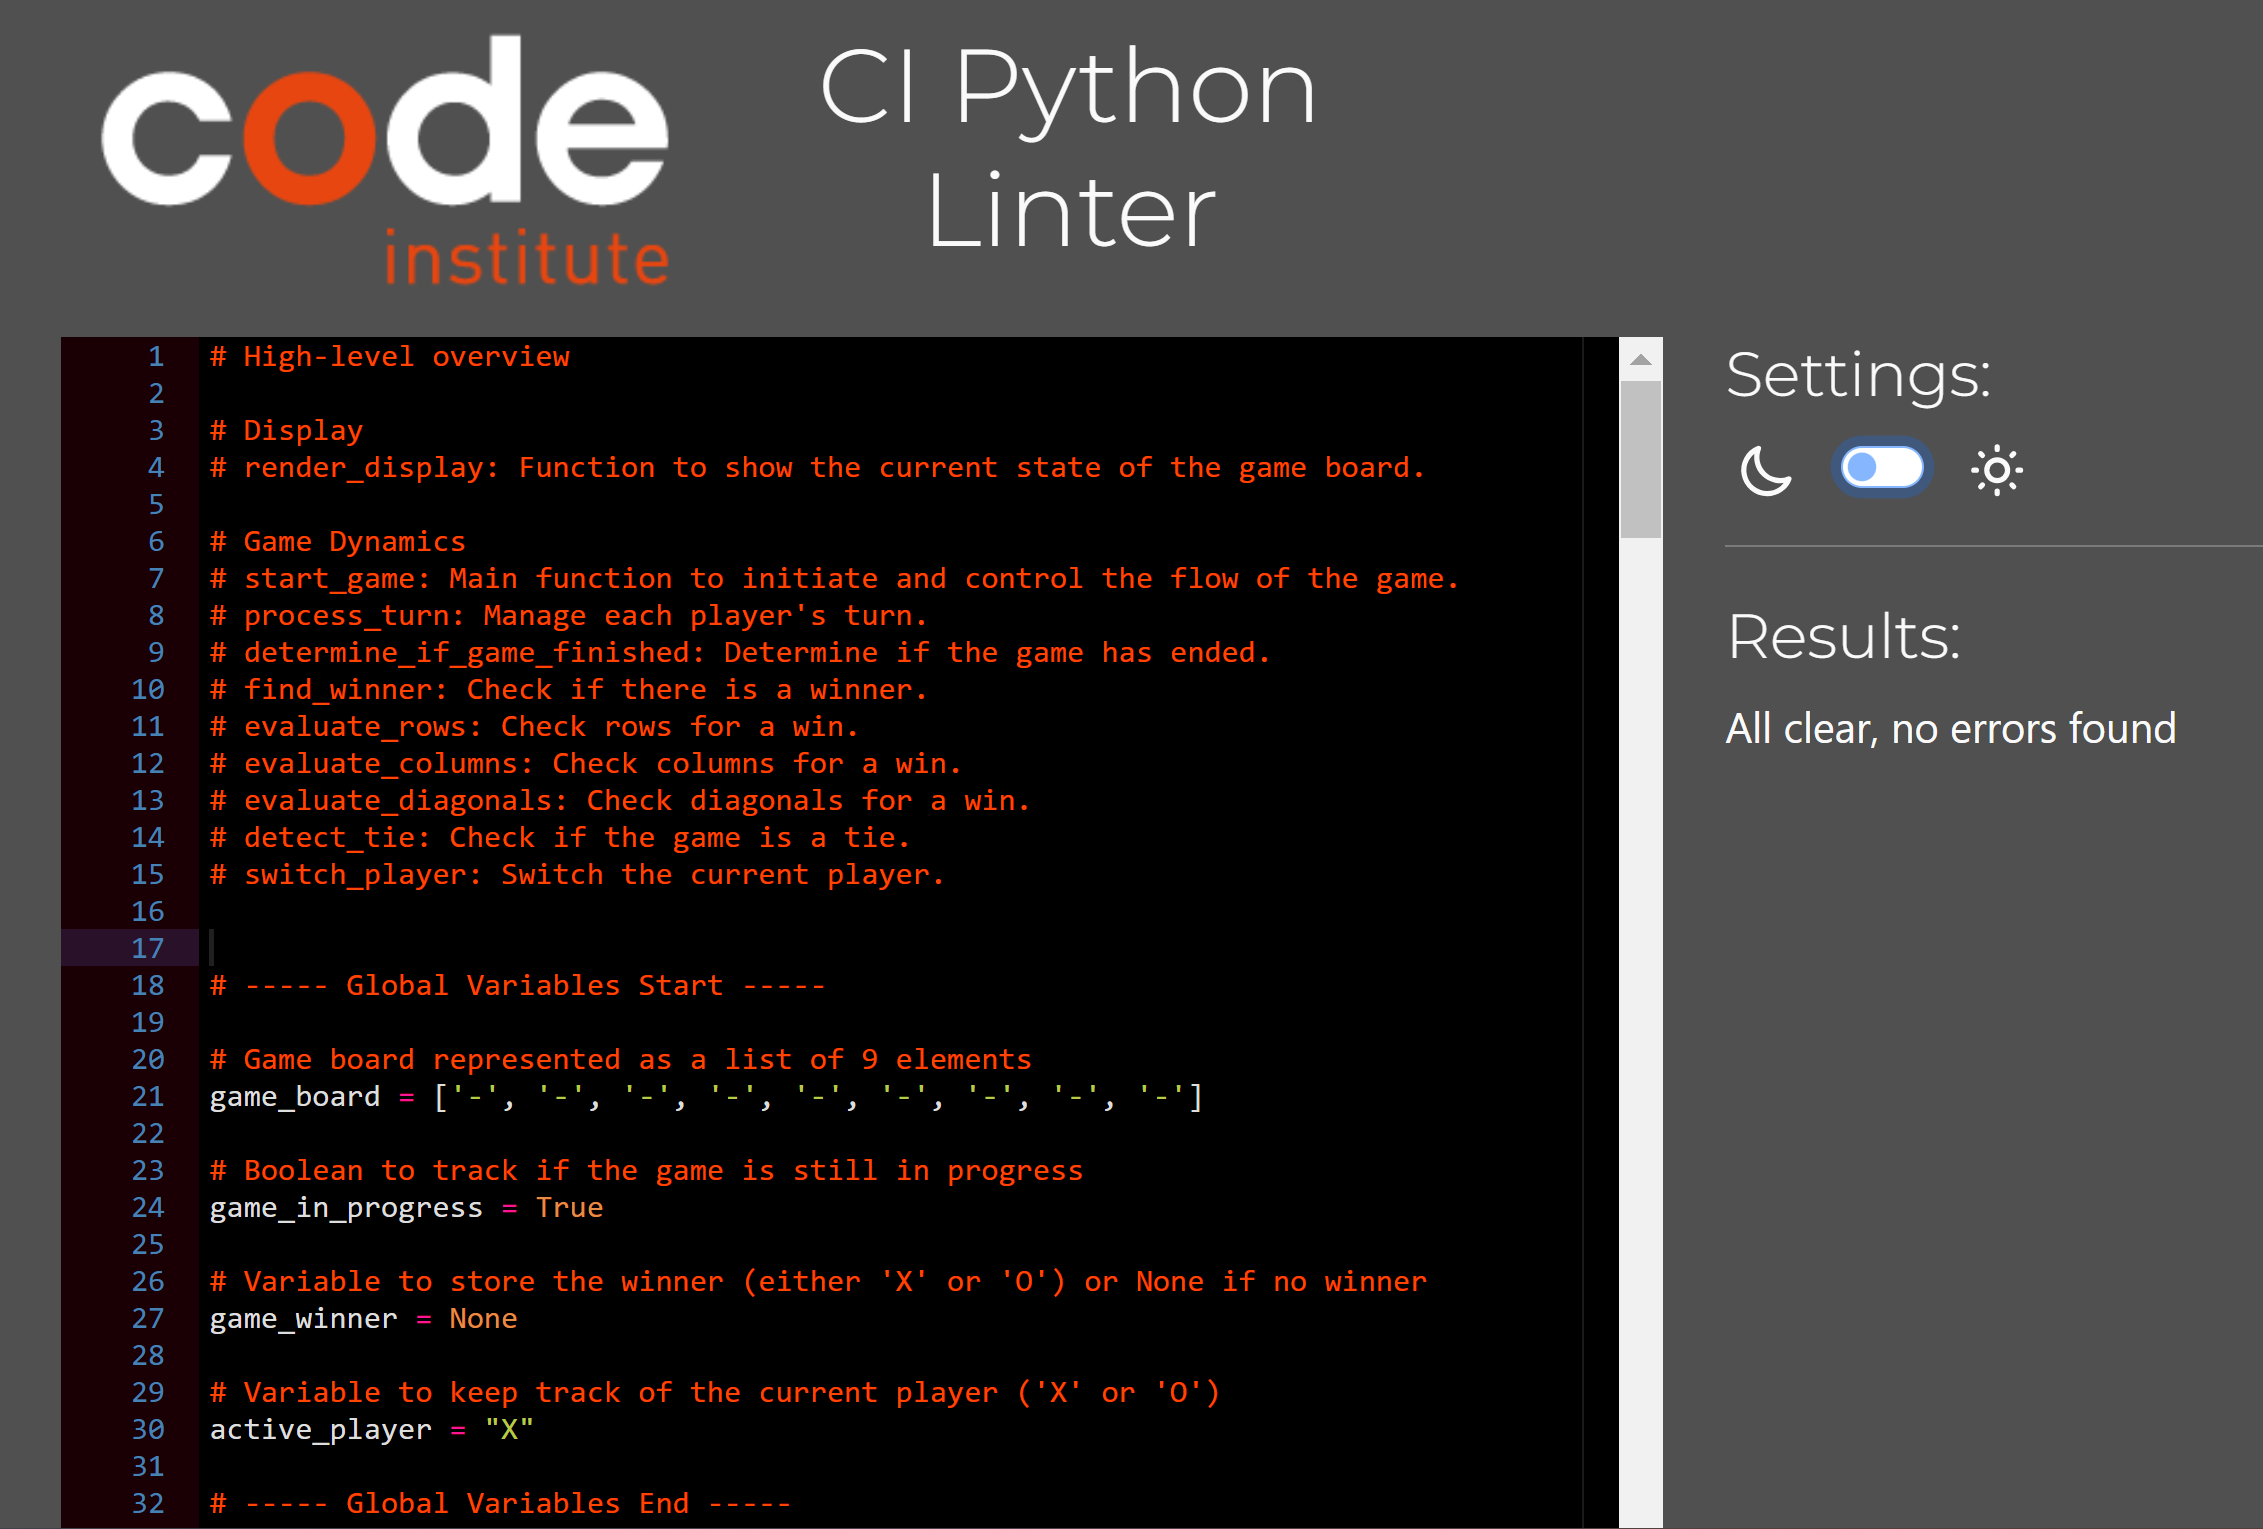 code
institute
CI Python
Linter
1 # High-level overview
2
3 # Display
4 # render_display: Function to show the current state of the game board.
5
6 # Game Dynamics
7 # start_game: Main function to initiate and control the flow of the game.
8 # process_turn: Manage each player's turn.
9 # determine_if_game_finished: Determine if the game has ended.
10 # find_winner: Check if there is a winner.
11 # evaluate_rows: Check rows for a win.
12 # evaluate_columns: Check columns for a win.
13 # evaluate_diagonals: Check diagonals for a win.
14 # detect_tie: Check if the game is a tie.
15 # switch_player: Switch the current player.
16
17
18 # ----- Global Variables Start -----
19
20 # Game board represented as a list of 9 elements
21 game_board = ['-', '-', '-', '-', '-', '-', '-', '-', '-']
22
23 # Boolean to track if the game is still in progress
24 game_in_progress = True
25
26 # Variable to store the winner (either 'X' or 'O') or None if no winner
27 game_winner = None
28
29 # Variable to keep track of the current player ('X' or 'O')
30 active_player = "X"
31
32 # ----- Global Variables End -----
Settings:
Results:
All clear, no errors found